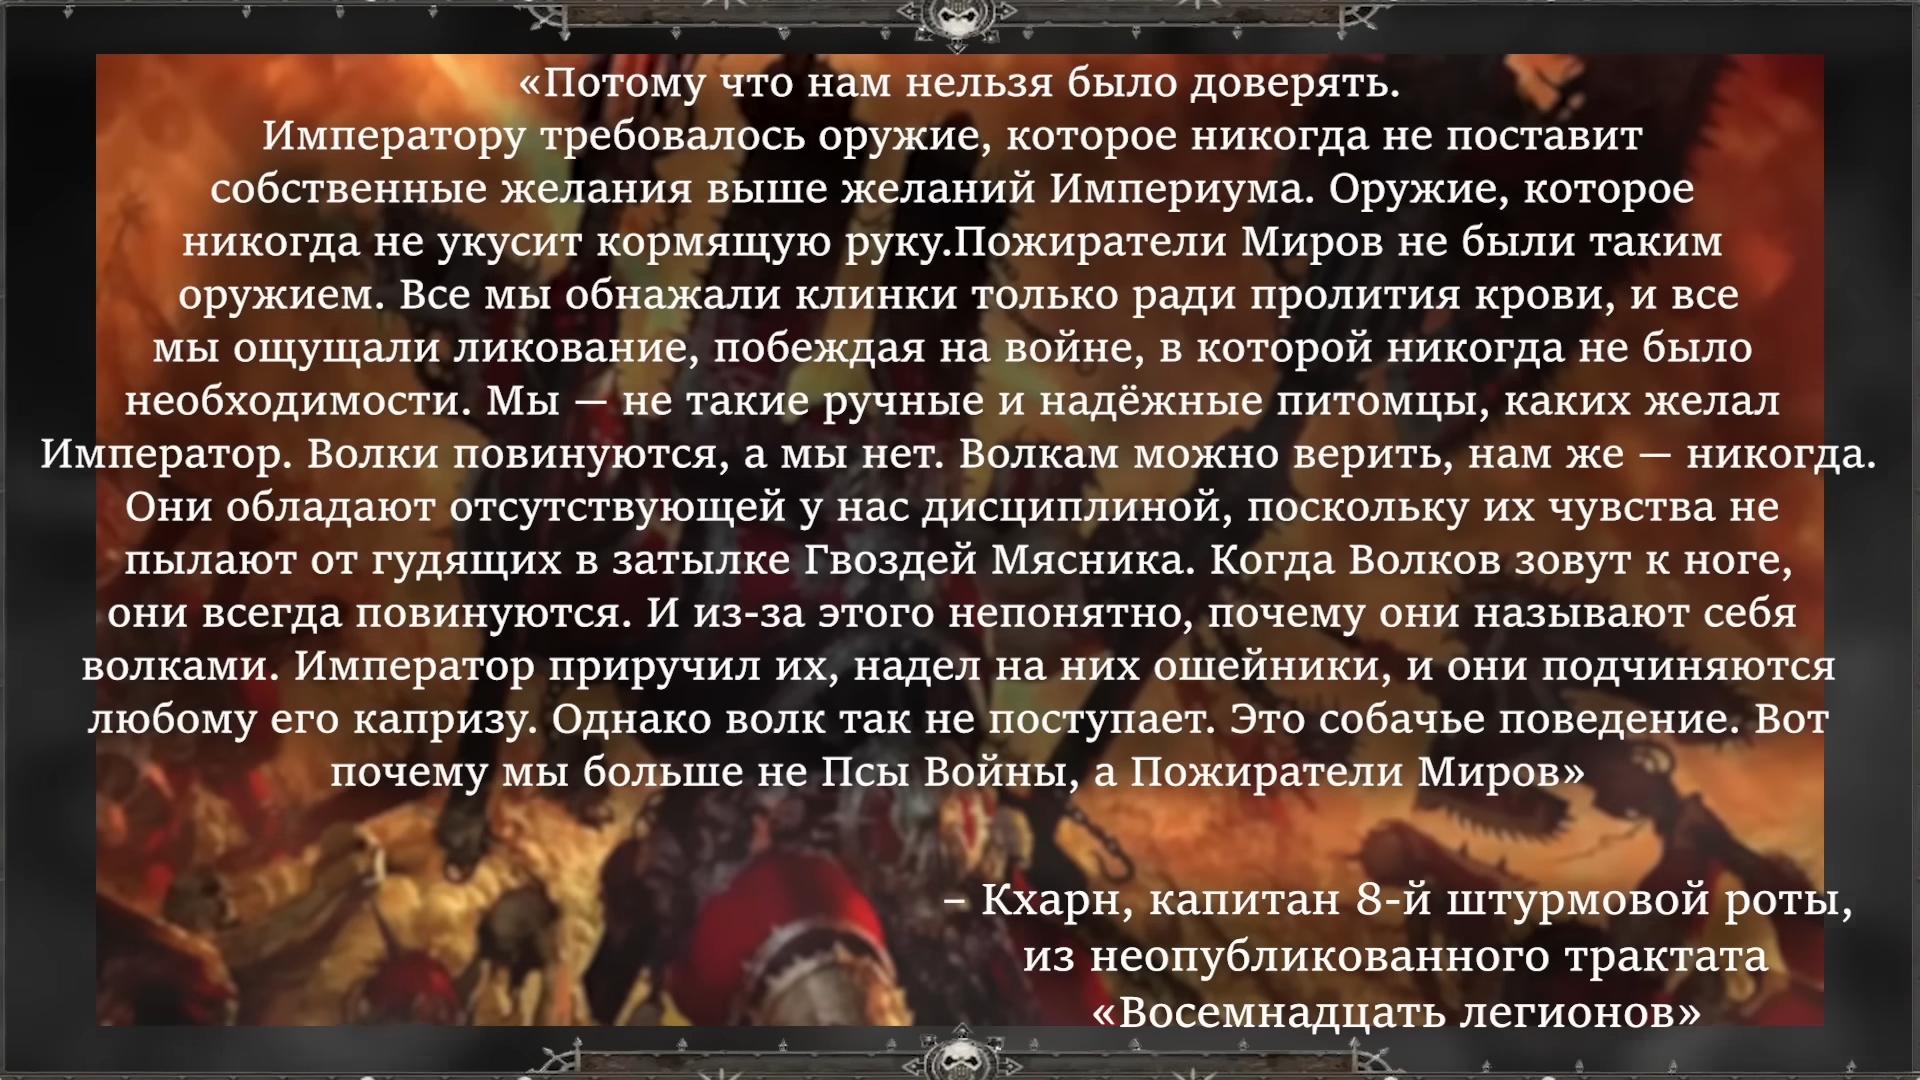 «Потому что нам нельзя было доверять.
Императору требовалось оружие, которое никогда не поставит
собственные желания выше желаний Империума. Оружие, которое
никогда не укусит кормящую руку.Пожиратели Миров не были таким
оружием. Все мы обнажали клинки только ради пролития крови, и все
мы ощущали ликование, побеждая на войне, в которой никогда не было
необходимости. Мы — не такие ручные и надёжные питомцы, каких желал
Император. Волки повинуются, а мы нет. Волкам можно верить, нам же — никогда.
Они обладают отсутствующей у нас дисциплиной, поскольку их чувства не
пылают от гудящих в затылке Гвоздей Мясника. Когда Волков зовут к ноге,
они всегда повинуются. И из-за этого непонятно, почему они называют себя
волками. Император приручил их, надел на них ошейники, и они подчиняются
любому его капризу. Однако волк так не поступает. Это собачье поведение. Вот
почему мы больше не Псы Войны, а Пожиратели Миров»
– Кхарн, капитан 8-й штурмовой роты,
из неопубликованного трактата
«Восемнадцать легионов»